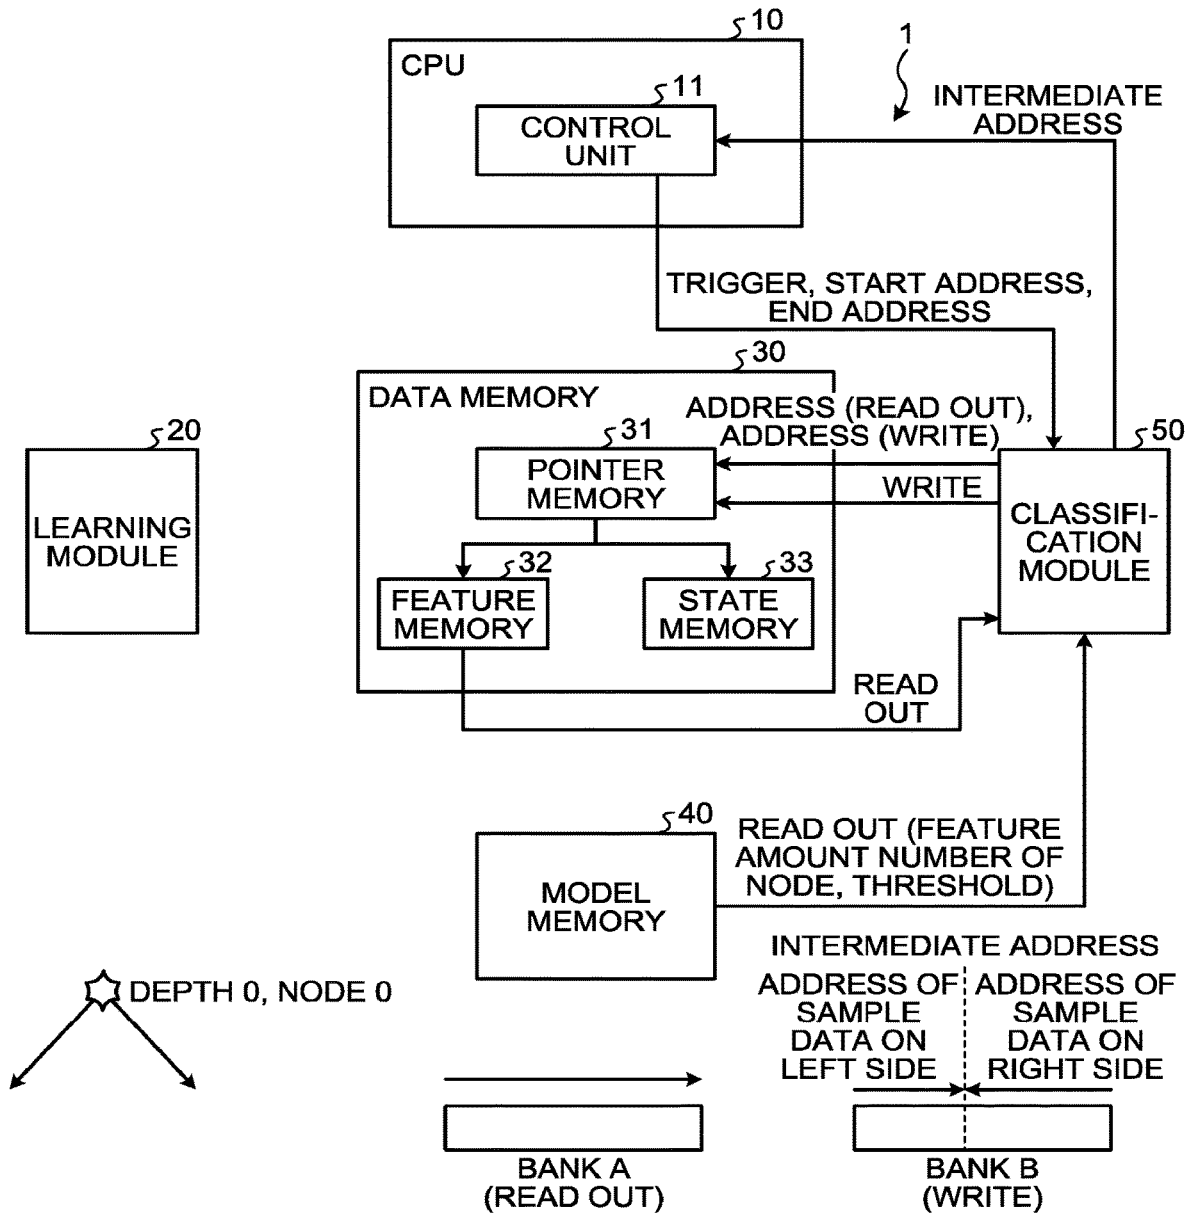 10
CPU
11
CONTROL
UNIT
1
INTERMEDIATE
ADDRESS
TRIGGER, START ADDRESS,
END ADDRESS
30
DATA MEMORY
ADDRESS (READ OUT),
ADDRESS (WRITE)
20
31
50
POINTER
MEMORY
WRITE
LEARNING
MODULE
CLASSIFI-
CATION
MODULE
32
33
FEATURE
MEMORY
STATE
MEMORY
READ
OUT
40
MODEL
MEMORY
READ OUT (FEATURE
AMOUNT NUMBER OF
NODE, THRESHOLD)
DEPTH 0, NODE 0
INTERMEDIATE ADDRESS
ADDRESS OF
SAMPLE
DATA ON
LEFT SIDE
ADDRESS OF
SAMPLE
DATA ON
RIGHT SIDE
BANK A
(READ OUT)
BANK B
(WRITE)